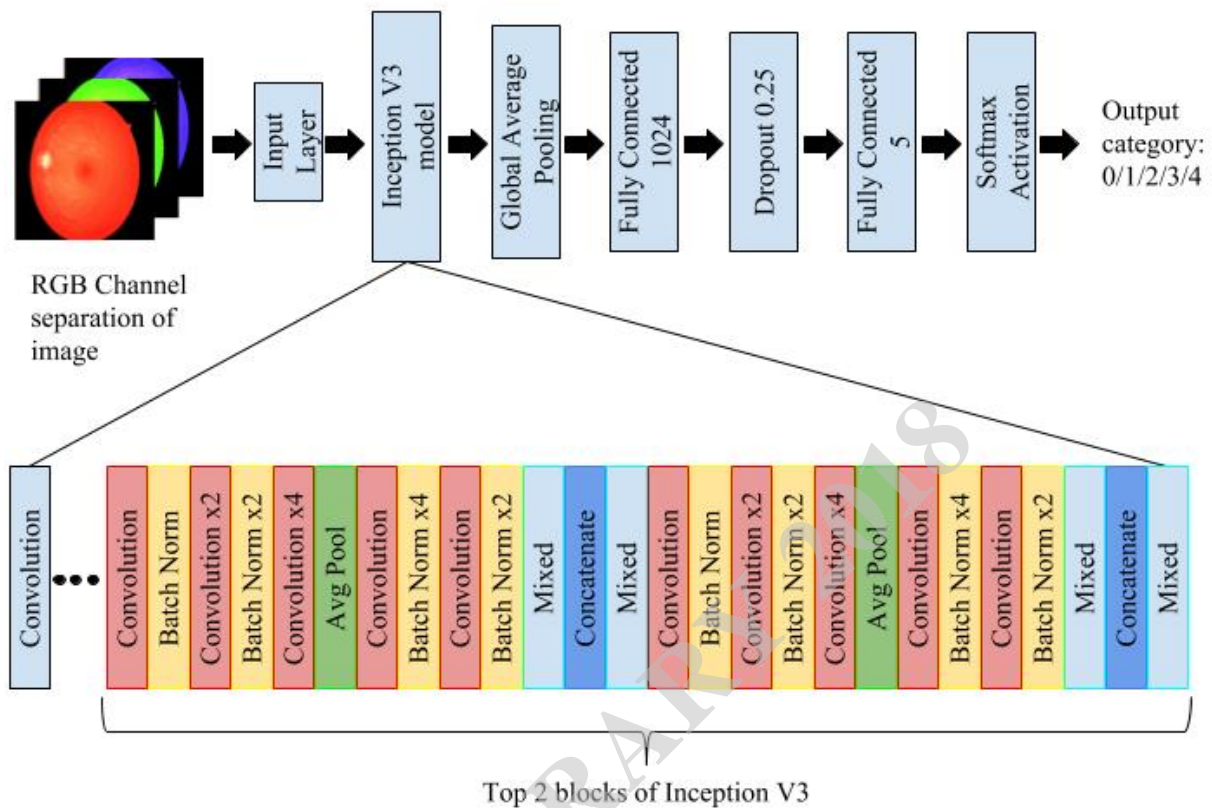 Input
Layer
Inception V3
model
Global Average
Pooling
Fully Connected
1024
Dropout 0.25
Fully Connected
5
Softmax
Activation
Output
category:
0/1/2/3/4
RGB Channel
separation of
image
Convolution
Convolution
Batch Norm
Convolution x2
Batch Norm x2
Convolution x4
Avg Pool
Convolution
Batch Norm x4
Convolution
Batch Norm x2
Mixed
Concatenate
Mixed
Convolution
Batch Norm
Convolution x2
Batch Norm x2
Convolution x4
Avg Pool
Convolution
Batch Norm x4
Convolution
Batch Norm x2
Mixed
Concatenate
Mixed
Top 2 blocks of Inception V3
RARY 2018